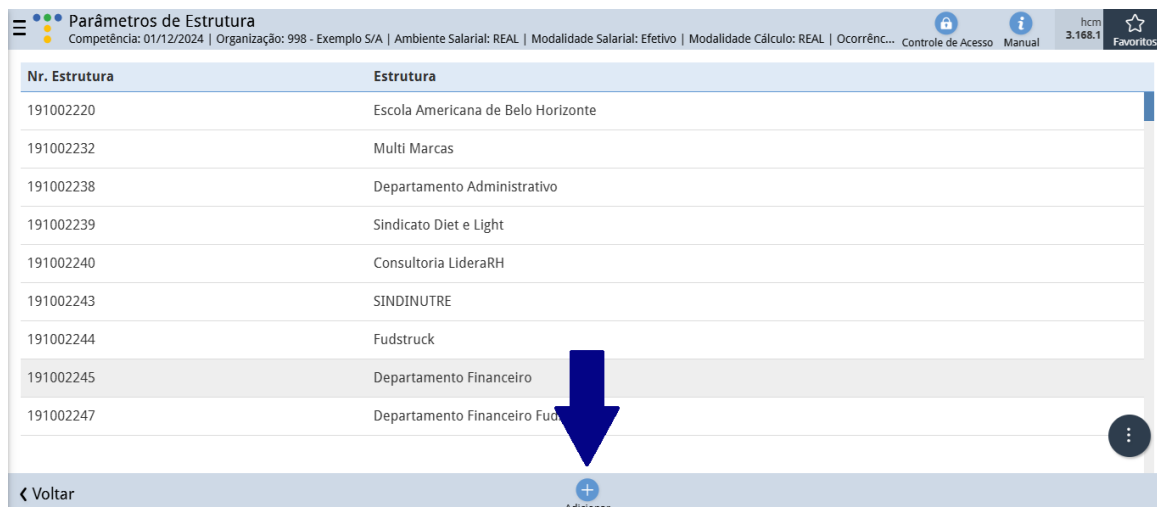 Parâmetros de Estrutura
Competência: 01/12/2024 | Organização: 998 - Exemplo S/A | Ambiente Salarial: REAL | Modalidade Salarial: Efetivo | Modalidade Cálculo: REAL | Ocorrênc...
Controle de Acesso
Manual
hcm
3.168.1
Favoritos
Nr. Estrutura Estrutura
191002220 Escola Americana de Belo Horizonte
191002232 Multi Marcas
191002238 Departamento Administrativo
191002239 Sindicato Diet e Light
191002240 Consultoria LideraRH
191002243 SINDINUTRE
191002244 Fudstruck
191002245 Departamento Financeiro
191002247 Departamento Financeiro
Voltar
Adicionar